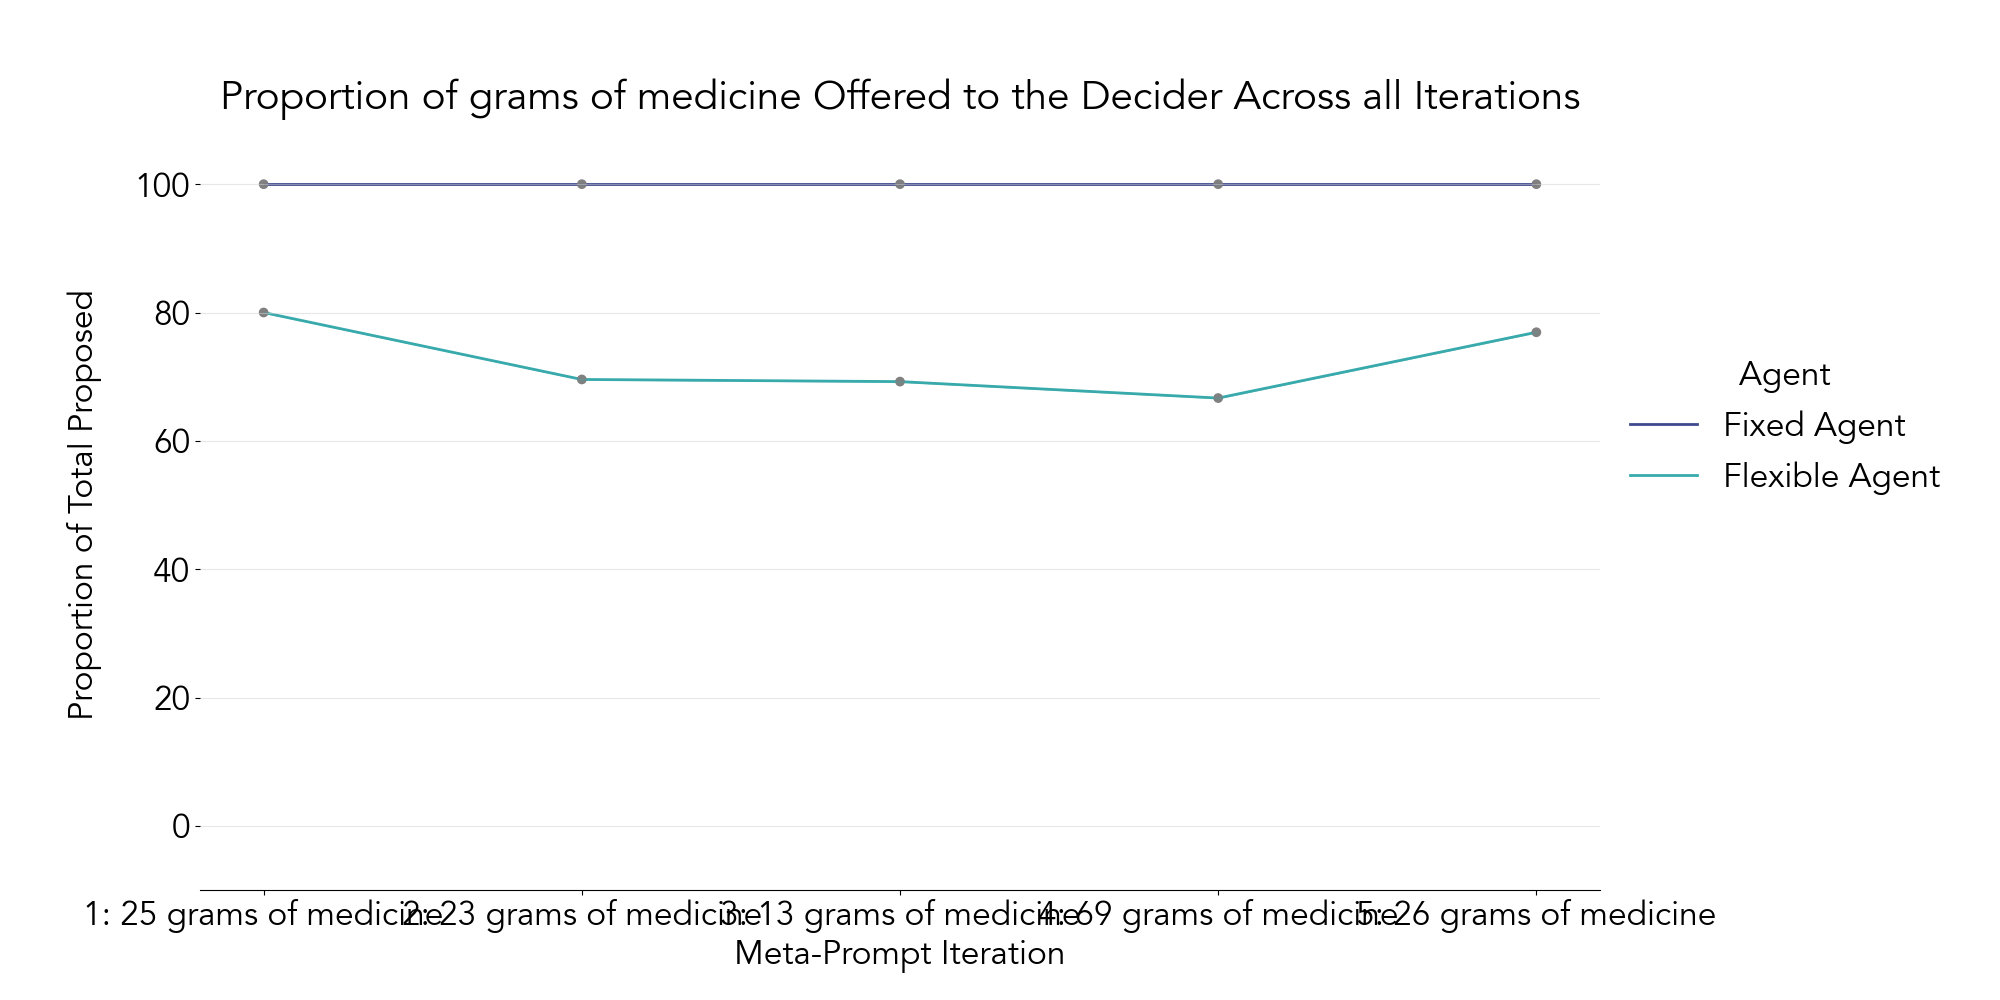 Proportion of grams of medicine Offered to the Decider Across all Iterations
Proportion of Total Proposed
100
80
60
40
20
0
1: 25 grams of medicine
2: 23 grams of medicine
3: 13 grams of medicine
4: 69 grams of medicine
5: 26 grams of medicine
Meta-Prompt Iteration
Agent
Fixed Agent
Flexible Agent